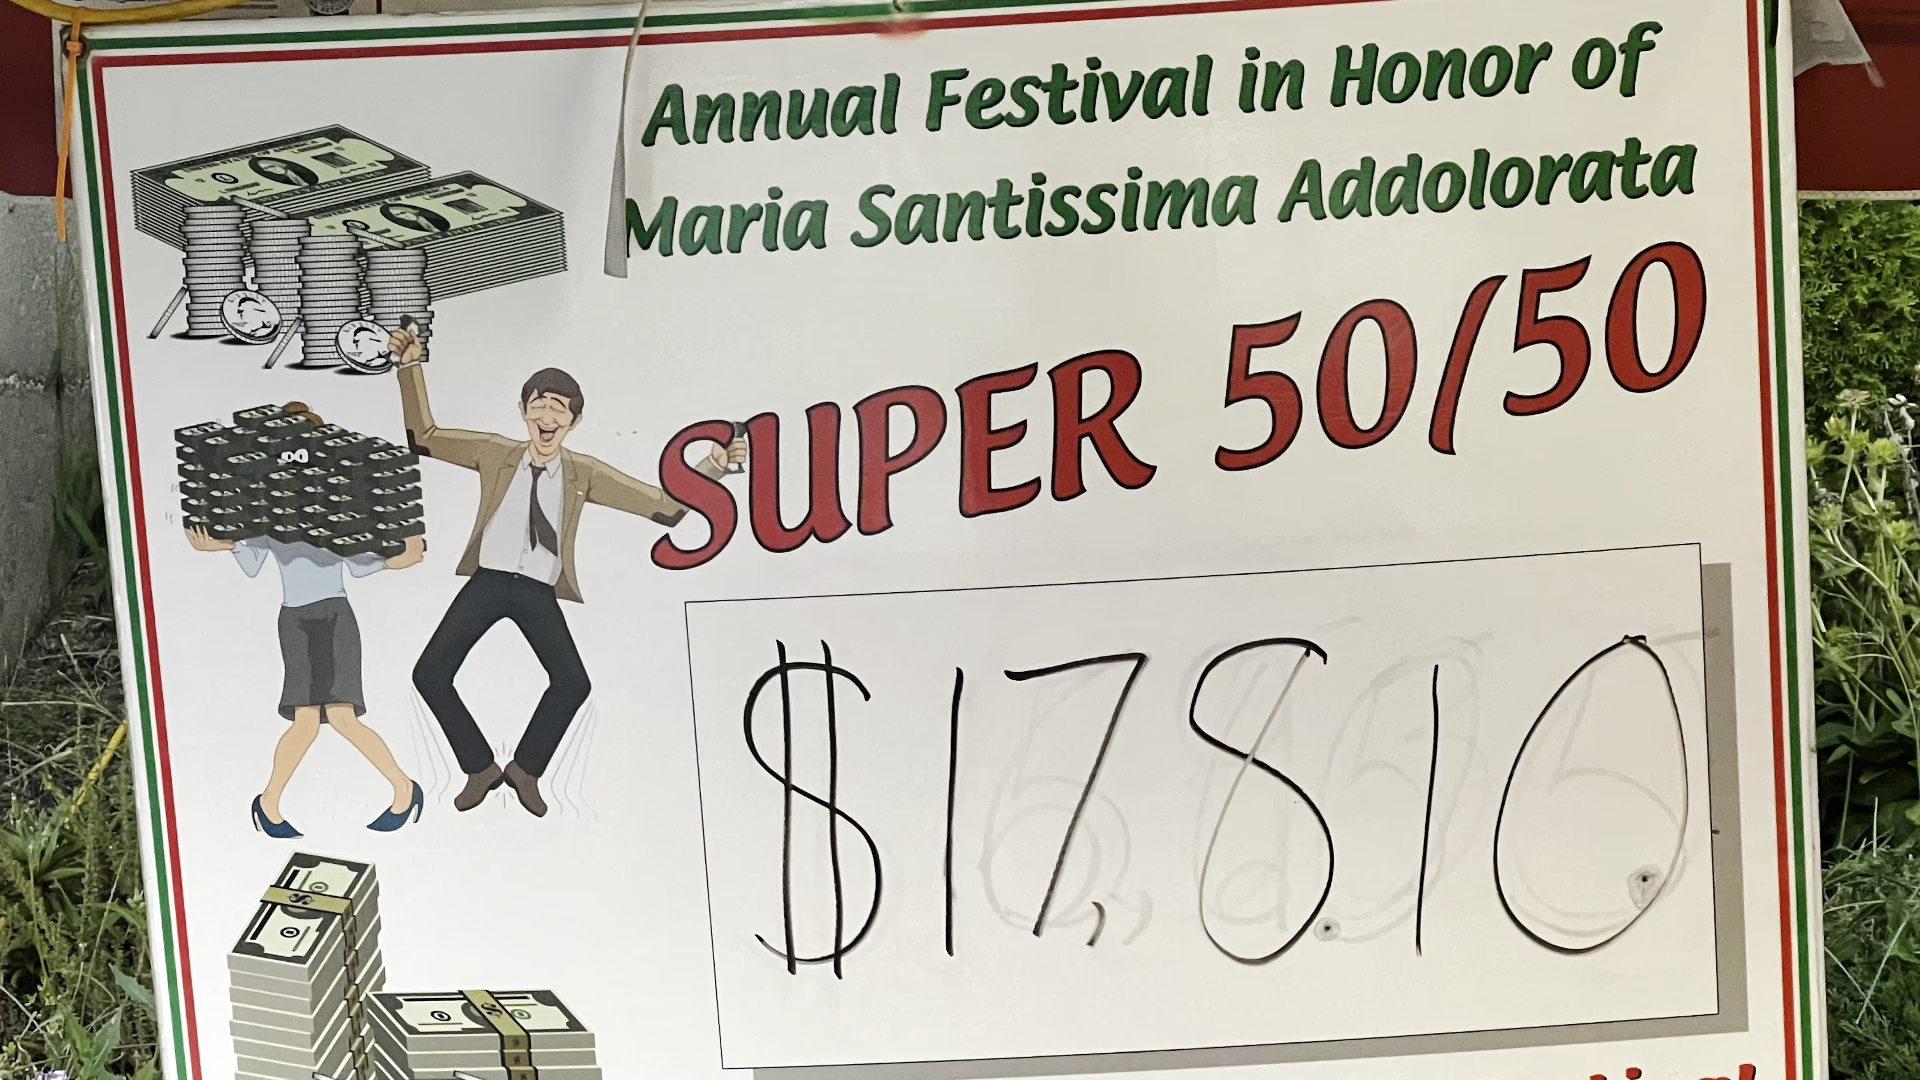 Annual Festival in Honor of
Maria Santissima Addolorata
SUPER 50/50
$17,810